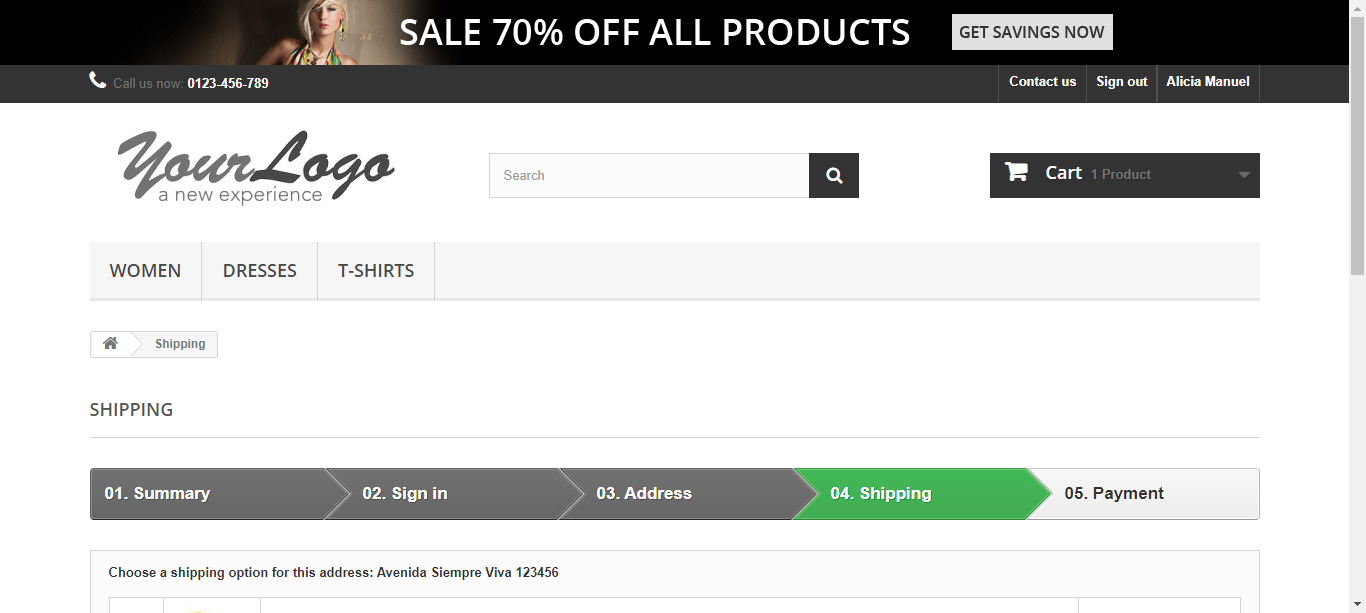 SALE 70% OFF ALL PRODUCTS GET SAVINGS NOW
Call us now: 0123-456-789 Contact us Sign out Alicia Manuel
Your Logo
a new experience
Search
Cart 1 Product
WOMEN DRESSES T-SHIRTS
Shipping
SHIPPING
01. Summary 02. Sign in 03. Address 04. Shipping 05. Payment
Choose a shipping option for this address: Avenida Siempre Viva 123456